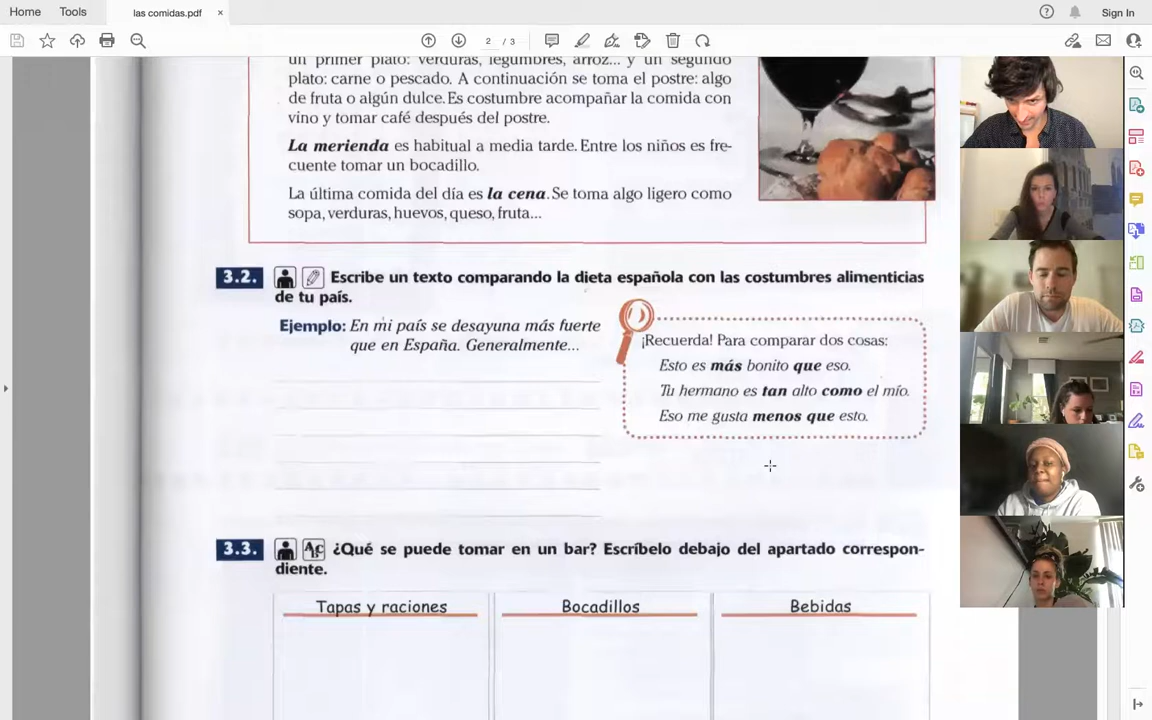 Home
Tools
las comidas.pdf
×
Sign In
2 / 3
un primer plato: verduras, legumbres, arroz... y un segundo
plato: carne o pescado. A continuación se toma el postre: algo
de fruta o algún dulce. Es costumbre acompañar la comida con
vino y tomar café después del postre.
La merienda es habitual a media tarde. Entre los niños es fre-
cuente tomar un bocadillo.
La última comida del día es la cena. Se toma algo ligero como
sopa, verduras, huevos, queso, fruta...
3.2. Escribe un texto comparando la dieta española con las costumbres alimenticias
de tu país.
Ejemplo: En mi país se desayuna más fuerte
que en España. Generalmente...
¡Recuerda! Para comparar dos cosas:
Esto es más bonito que eso.
Tu hermano es tan alto como el mío.
Eso me gusta menos que esto.
3.3. ¿Qué se puede tomar en un bar? Escríbelo debajo del apartado correspon-
diente.
Tapas y raciones
Bocadillos
Bebidas